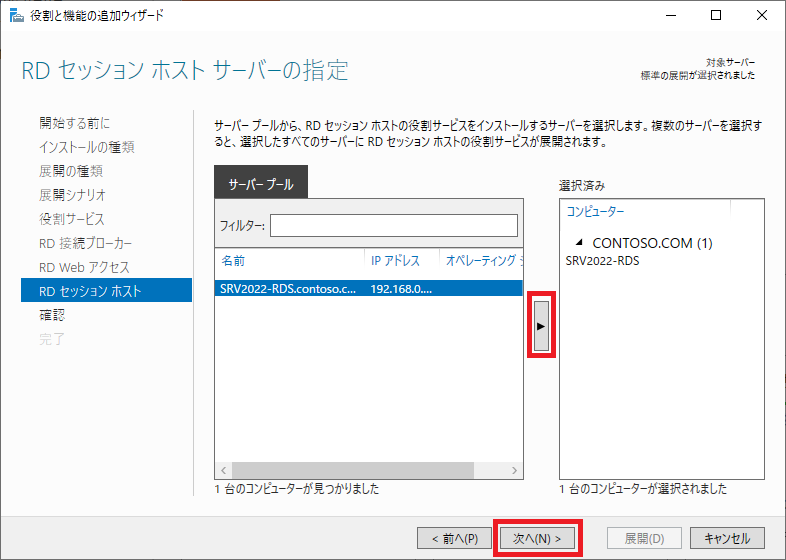 役割と機能の追加ウィザード
RD セッション ホスト サーバーの指定
対象サーバー
標準の展開が選択されました
開始する前に
インストールの種類
展開の種類
展開シナリオ
役割サービス
RD 接続ブローカー
RD Web アクセス
RD セッション ホスト
確認
完了
サーバー プールから、RD セッション ホストの役割サービスをインストールするサーバーを選択します。複数のサーバーを選択す
ると、選択したすべてのサーバーに RD セッション ホストの役割サービスが展開されます。
サーバー プール
フィルター:
名前 IP アドレス オペレーティング
SRV2022-RDS.contoso.c... 192.168.0....
1 台のコンピューターが見つかりました
選択済み
コンピューター
CONTOSO.COM (1)
SRV2022-RDS
1 台のコンピューターが選択されました
< 前へ(P) 次へ(N) > 展開(D) キャンセル